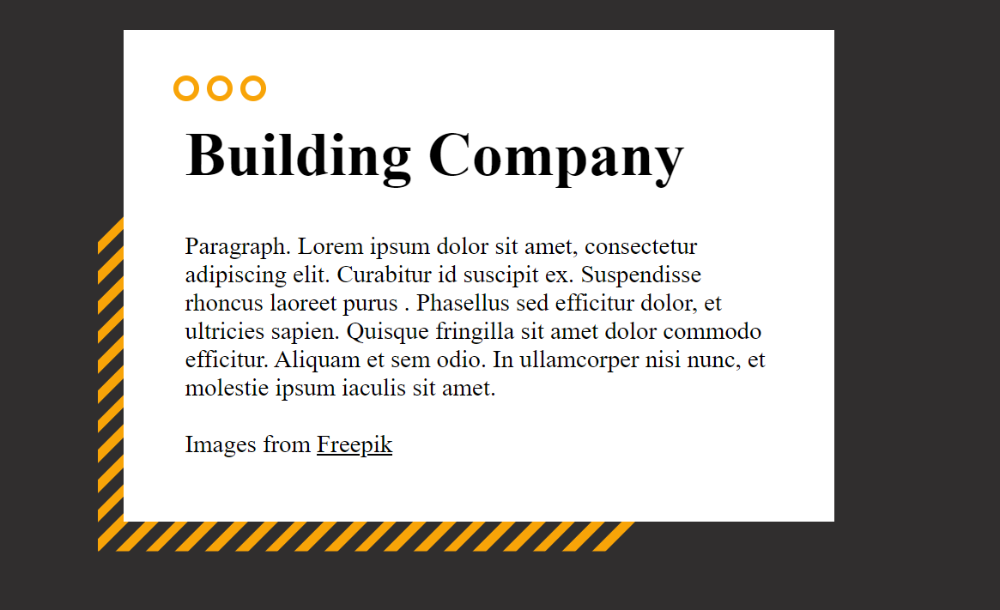 Building Company
Paragraph. Lorem ipsum dolor sit amet, consectetur
adipiscing elit. Curabitur id suscipit ex. Suspendisse
rhoncus laoreet purus . Phasellus sed efficitur dolor, et
ultricies sapien. Quisque fringilla sit amet dolor commodo
efficitur. Aliquam et sem odio. In ullamcorper nisi nunc, et
molestie ipsum iaculis sit amet.
Images from Freepik